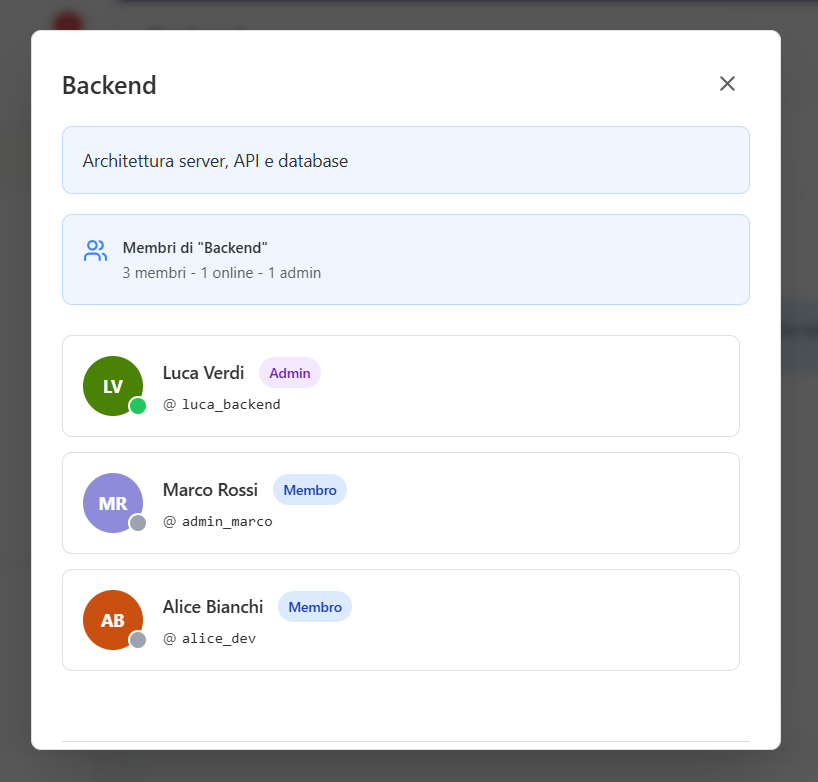 Backend
Architettura server, API e database
Membri di "Backend"
3 membri - 1 online - 1 admin
LV
Luca Verdi Admin
@ luca_backend
MR
Marco Rossi Membro
@ admin_marco
AB
Alice Bianchi Membro
@ alice_dev